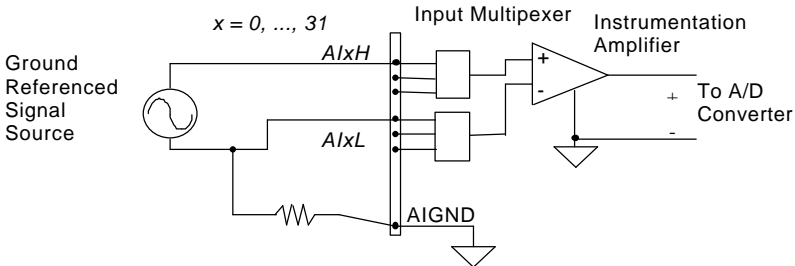 x = 0, ..., 31
Input Multipexer
Instrumentation
Amplifier
Ground
Referenced
Signal
Source
AIxH
+
-
To A/D
Converter
+
-
AIxL
AIGND